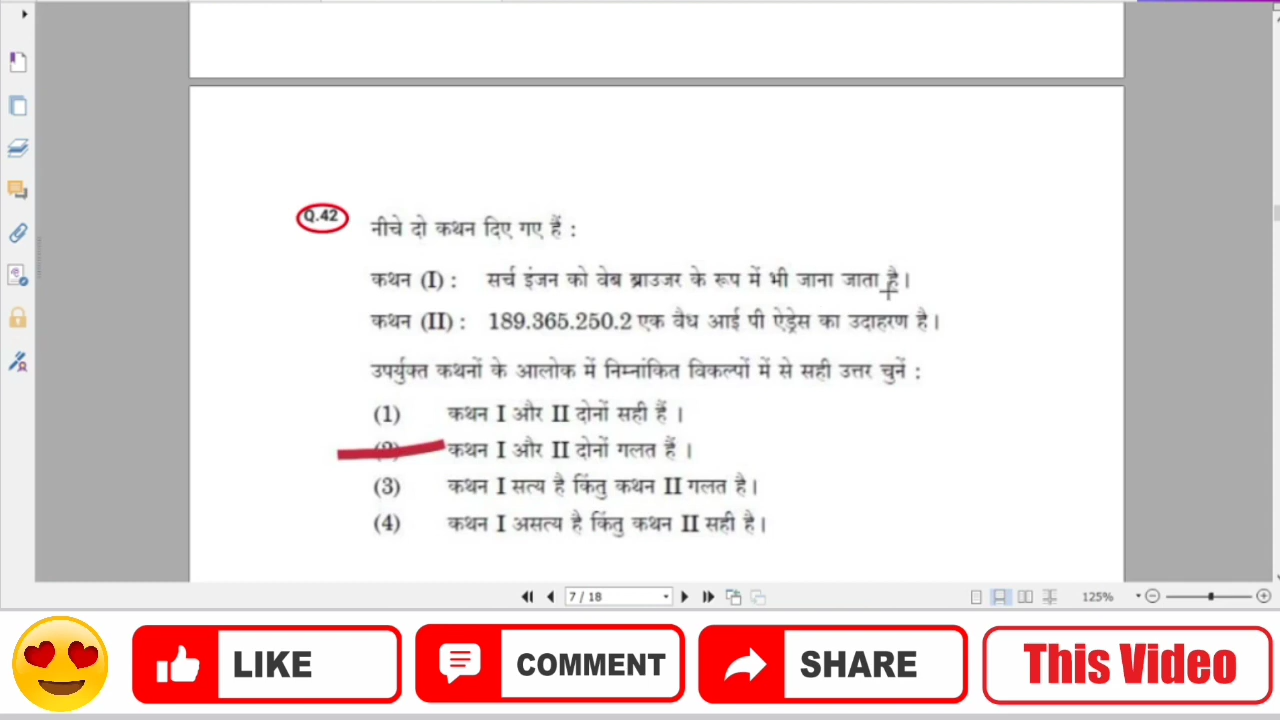 Q.42 नीचे दो कथन दिए गए हैं :
कथन (I) : सर्च इंजन को वेब ब्राउजर के रूप में भी जाना जाता है।
कथन (II) : 189.365.250.2 एक वैध आई पी ऐड्रेस का उदाहरण है।
उपर्युक्त कथनों के आलोक में निम्नांकित विकल्पों में से सही उत्तर चुनें :
(1) कथन I और II दोनों सही हैं ।
(2) कथन I और II दोनों गलत हैं ।
(3) कथन I सत्य है किंतु कथन II गलत है।
(4) कथन I असत्य है किंतु कथन II सही है।
7 / 18 125%
LIKE COMMENT SHARE This Video